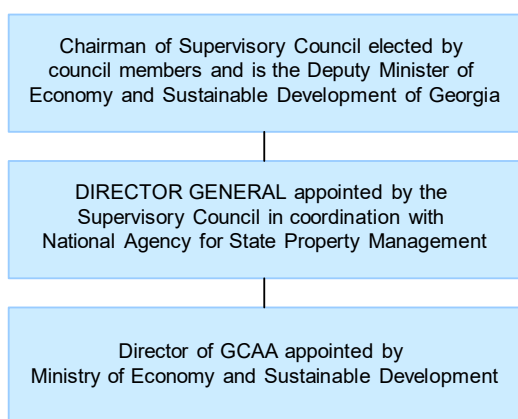 Chairman of Supervisory Council elected by
council members and is the Deputy Minister of
Economy and Sustainable Development of Georgia
DIRECTOR GENERAL appointed by the
Supervisory Council in coordination with
National Agency for State Property Management
Director of GCAA appointed by
Ministry of Economy and Sustainable Development